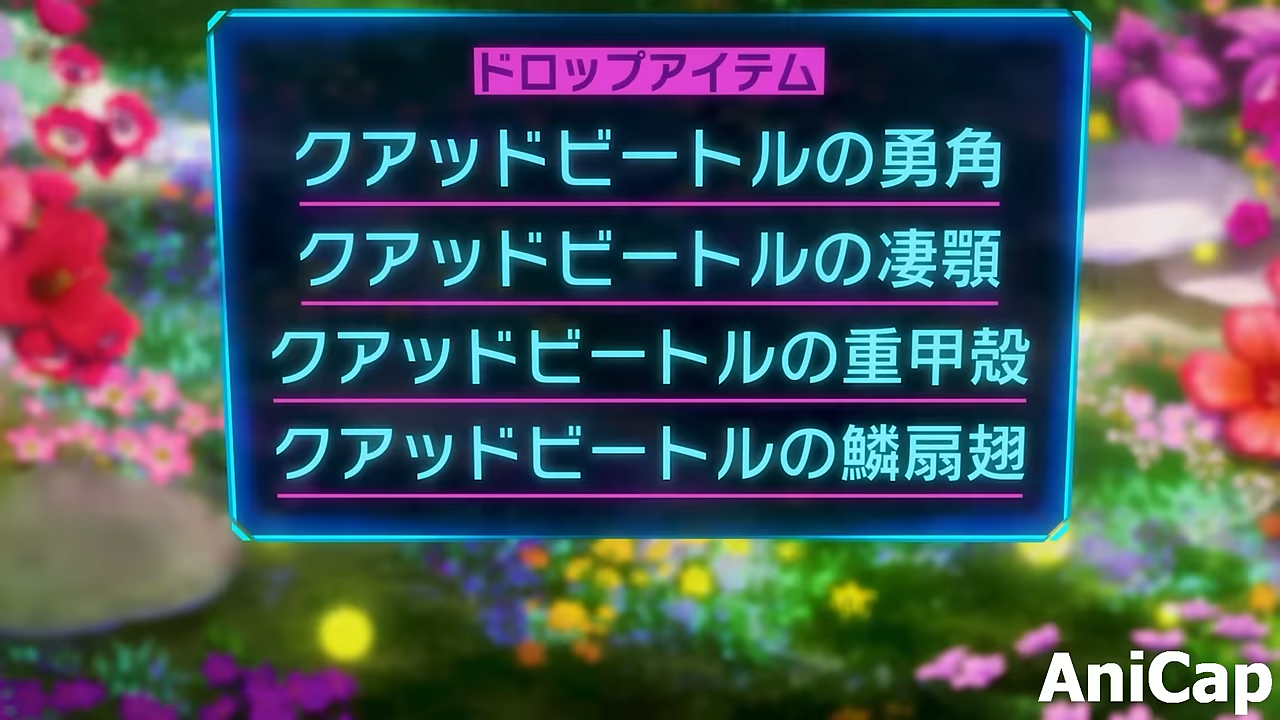 ドロップアイテム
クアッドビートルの勇角
クアッドビートルの凄顎
クアッドビートルの重甲殻
クアッドビートルの鱗扇翅
AniCap